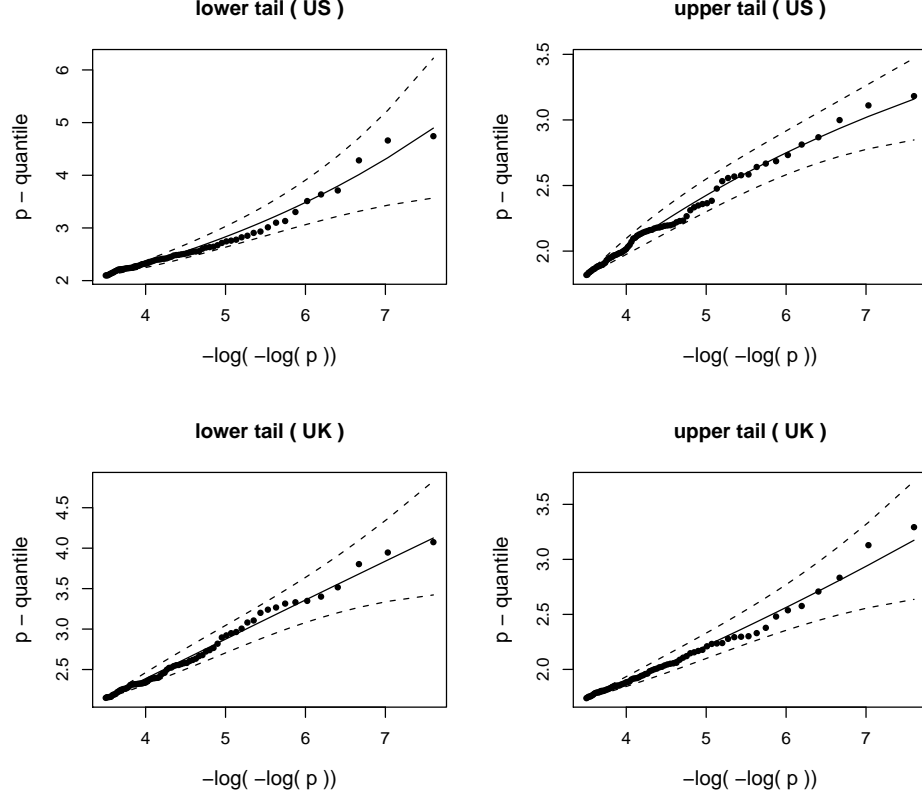 lower tail ( US )
upper tail ( US )
p − quantile
2 3 4 5 6
4 5 6 7
−log( −log( p ))
p − quantile
2.0 2.5 3.0 3.5
4 5 6 7
−log( −log( p ))
lower tail ( UK )
upper tail ( UK )
p − quantile
2.5 3.0 3.5 4.0 4.5
4 5 6 7
−log( −log( p ))
p − quantile
2.0 2.5 3.0 3.5
4 5 6 7
−log( −log( p ))